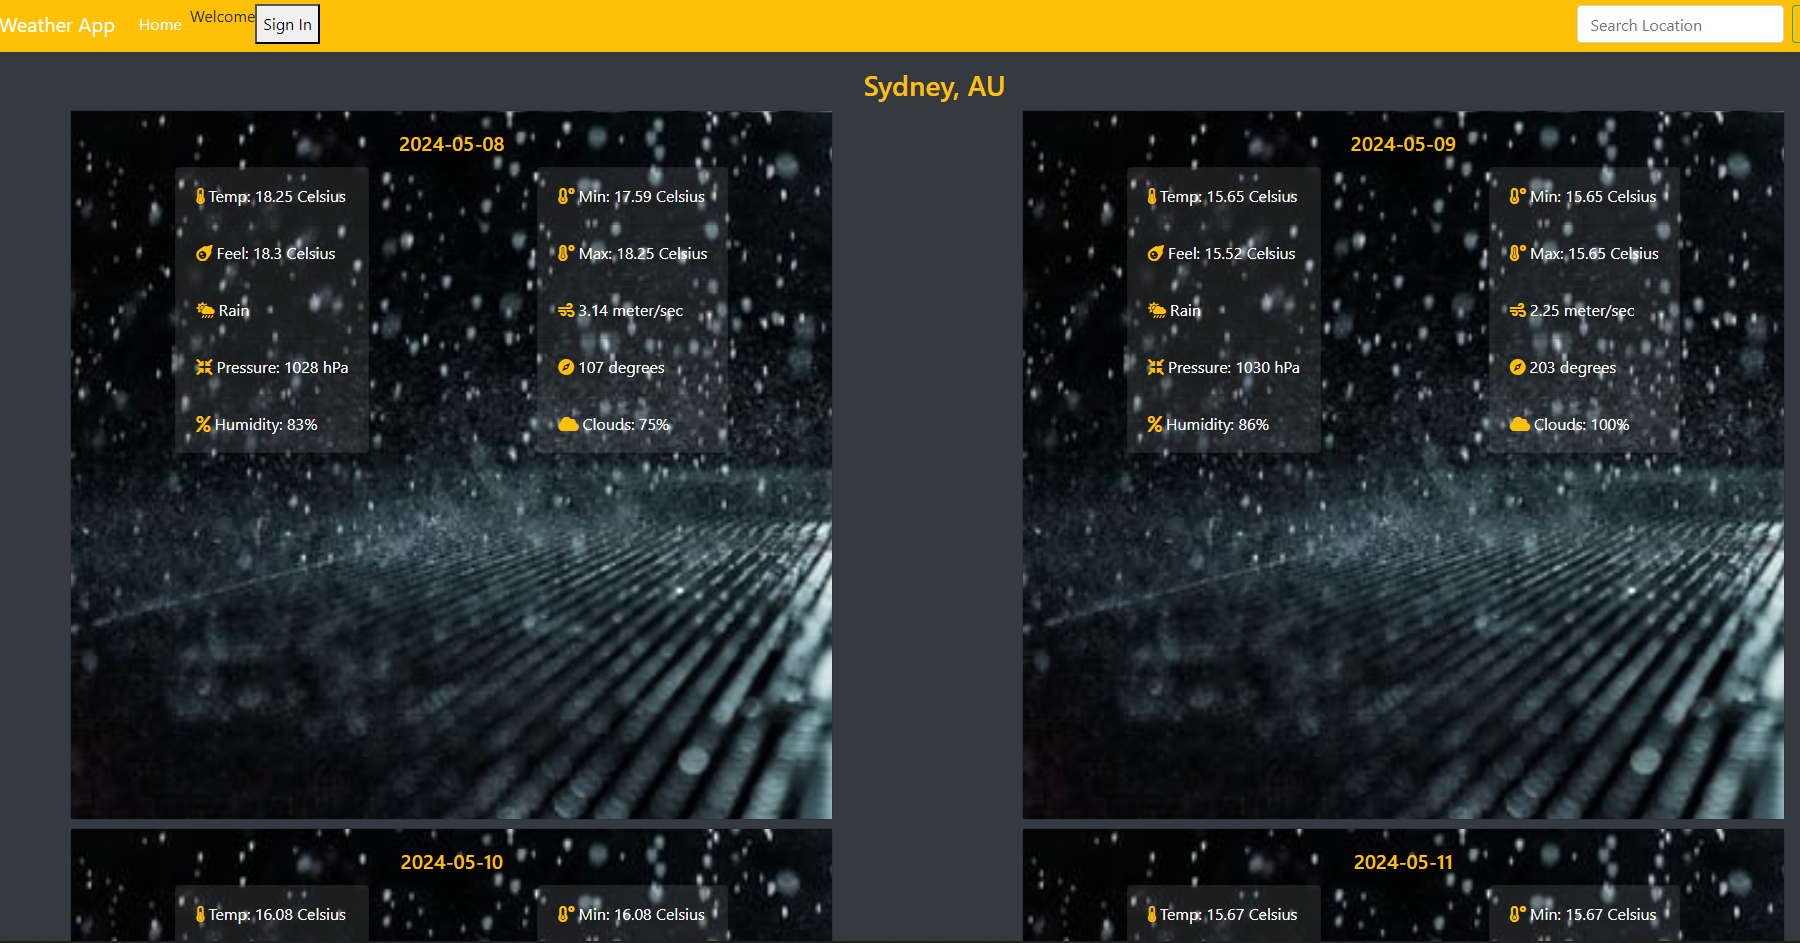 Weather App Home Welcome Sign In Search Location
Sydney, AU
2024-05-08
Temp: 18.25 Celsius
Feel: 18.3 Celsius
Rain
Pressure: 1028 hPa
Humidity: 83%
Min: 17.59 Celsius
Max: 18.25 Celsius
3.14 meter/sec
107 degrees
Clouds: 75%
2024-05-09
Temp: 15.65 Celsius
Feel: 15.52 Celsius
Rain
Pressure: 1030 hPa
Humidity: 86%
Min: 15.65 Celsius
Max: 15.65 Celsius
2.25 meter/sec
203 degrees
Clouds: 100%
2024-05-10
Temp: 16.08 Celsius
Min: 16.08 Celsius
2024-05-11
Temp: 15.67 Celsius
Min: 15.67 Celsius